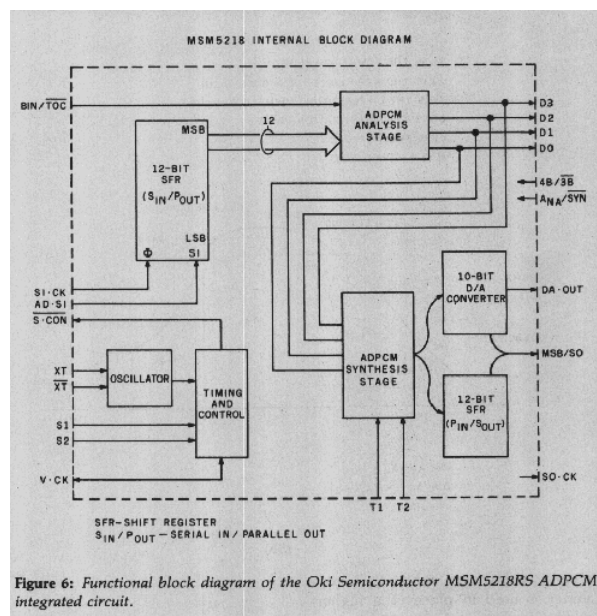 MSM5218 INTERNAL BLOCK DIAGRAM
BIN/TOC
MSB
12
ADPCM
ANALYSIS
STAGE
D3
D2
D1
D0
12-BIT
SFR
(SIN/POUT)
4B/3B
ANA/SYN
LSB
Φ
SI
SI·CK
AD·SI
S·CON
10-BIT
D/A
CONVERTER
DA-OUT
ADPCM
SYNTHESIS
STAGE
MSB/SO
XT
XT
OSCILLATOR
TIMING
AND
CONTROL
12-BIT
SFR
(PIN/SOUT)
S1
S2
V·CK
SO·CK
T1 T2
SFR-SHIFT REGISTER
SIN/POUT—SERIAL IN/PARALLEL OUT
Figure 6: Functional block diagram of the Oki Semiconductor MSM5218RS ADPCM
integrated circuit.